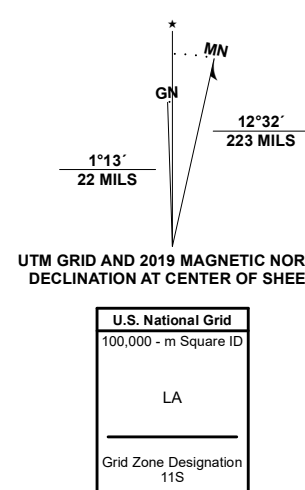 ★
MN
GN
12°32´
223 MILS
1°13´
22 MILS
UTM GRID AND 2019 MAGNETIC NOR
DECLINATION AT CENTER OF SHEE
U.S. National Grid
100,000 - m Square ID
LA
Grid Zone Designation
11S